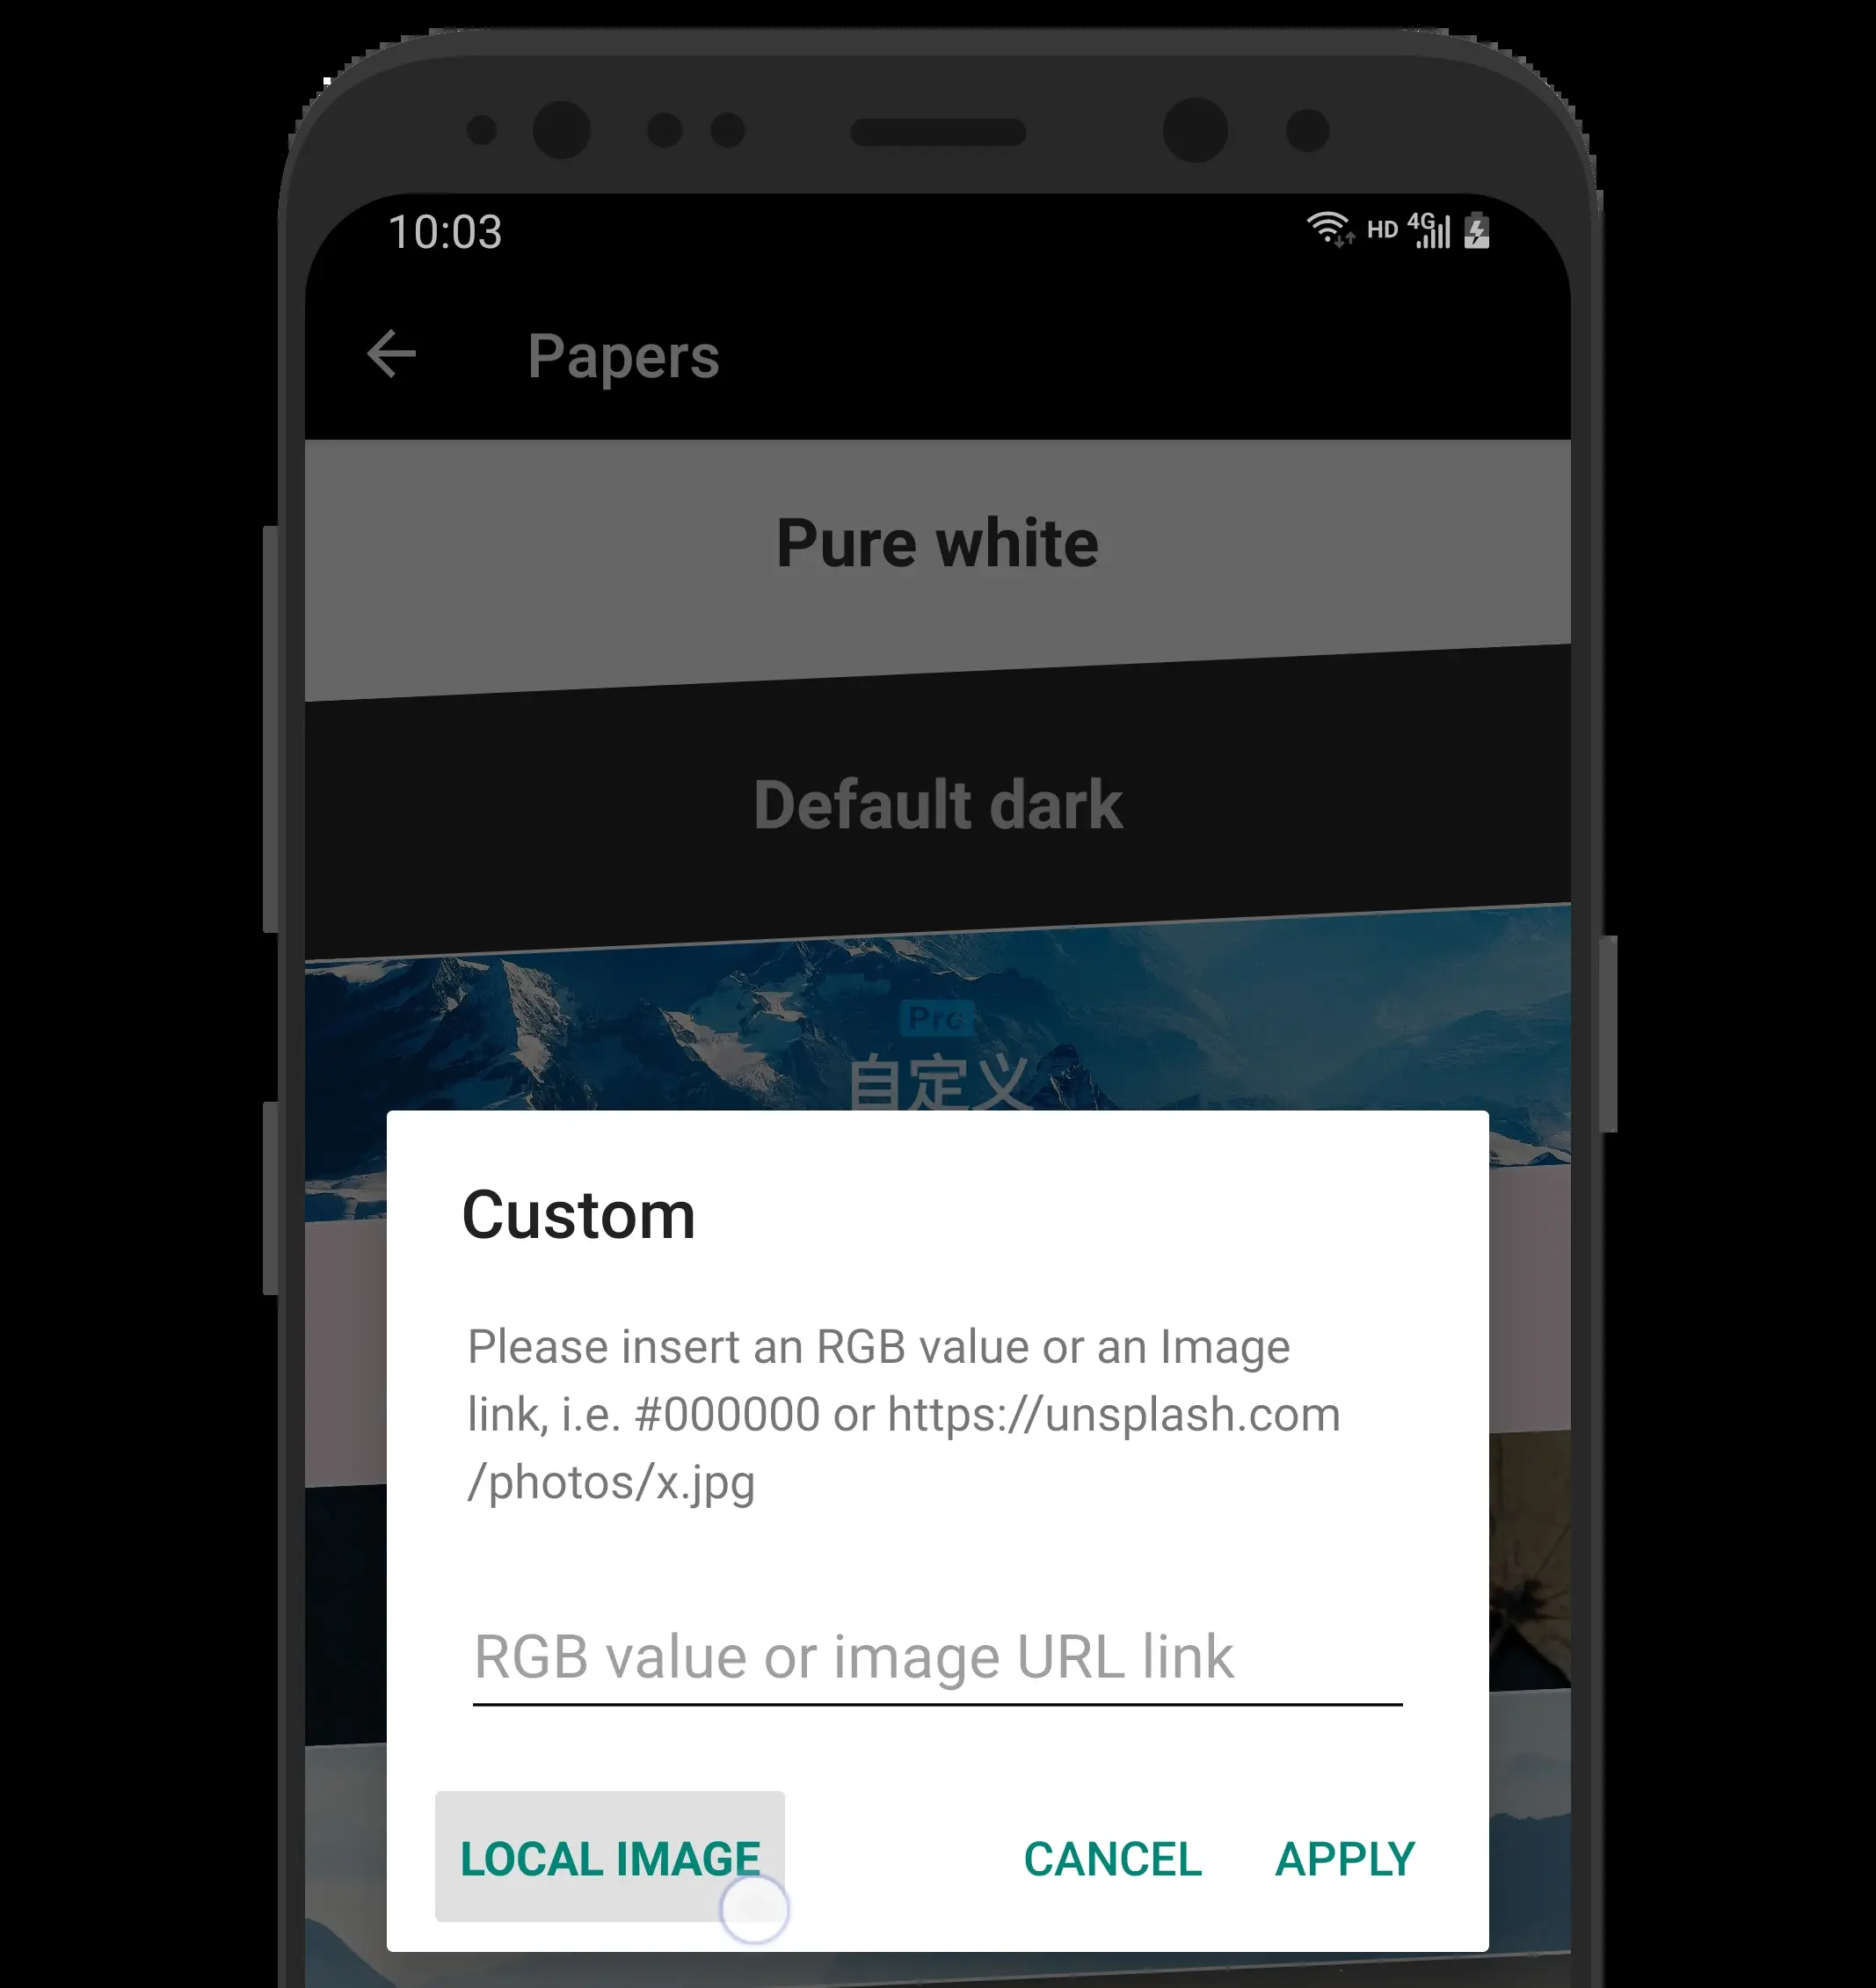 10:03
HD 4G
Papers
Pure white
Default dark
Pro
自定义
Custom
Please insert an RGB value or an Image
link, i.e. #000000 or https://unsplash.com
/photos/x.jpg
RGB value or image URL link
LOCAL IMAGE CANCEL APPLY